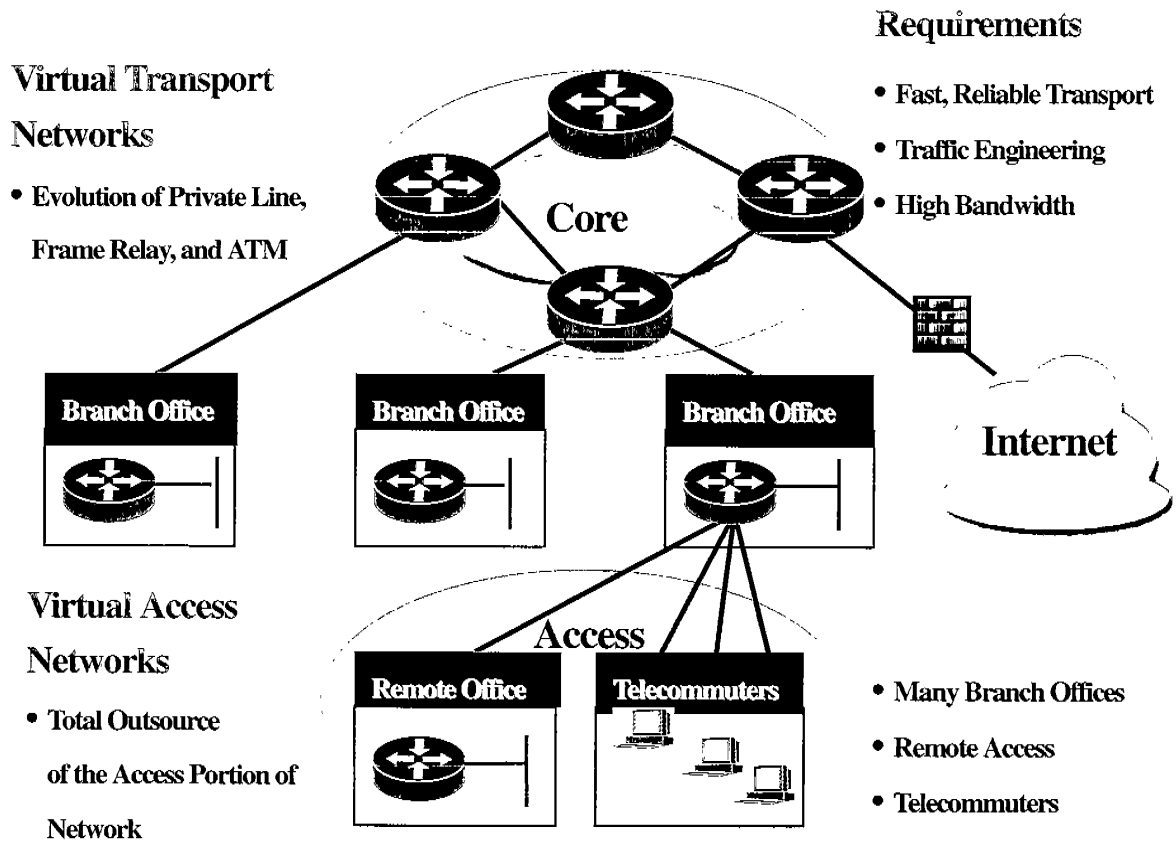 Requirements
Virtual Transport
Networks
• Evolution of Private Line,
Frame Relay, and ATM
• Fast, Reliable Transport
• Traffic Engineering
• High Bandwidth
Core
Branch Office
Branch Office
Branch Office
Internet
Virtual Access
Networks
• Total Outsource
of the Access Portion of
Network
Access
Remote Office
Telecommuters
• Many Branch Offices
• Remote Access
• Telecommuters